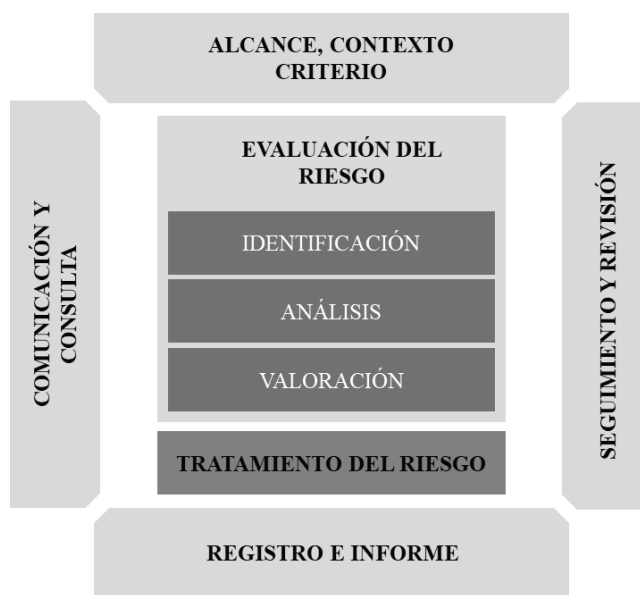 ALCANCE, CONTEXTO
CRITERIO
COMUNICACIÓN Y
CONSULTA
EVALUACIÓN DEL
RIESGO
IDENTIFICACIÓN
ANÁLISIS
VALORACIÓN
TRATAMIENTO DEL RIESGO
SEGUIMIENTO Y REVISIÓN
REGISTRO E INFORME